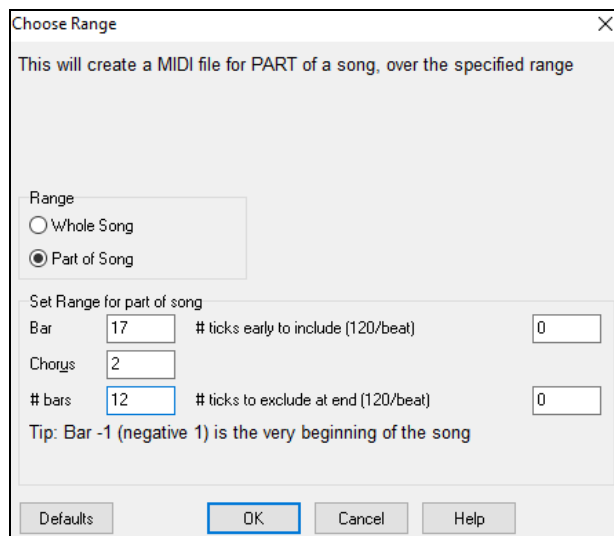 Choose Range
This will create a MIDI file for PART of a song, over the specified range
Range
Whole Song
Part of Song
Set Range for part of song
Bar 17 # ticks early to include (120/beat) 0
Chorus 2
# bars 12 # ticks to exclude at end (120/beat) 0
Tip: Bar -1 (negative 1) is the very beginning of the song
Defaults OK Cancel Help